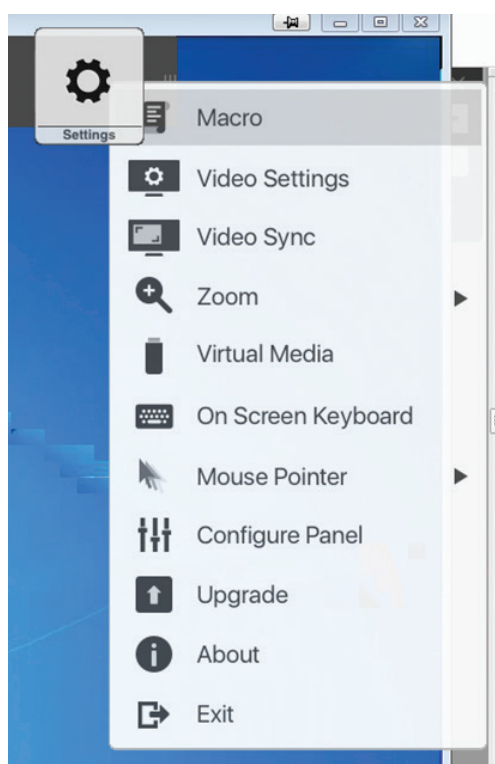 Settings
Macro
Video Settings
Video Sync
Zoom
Virtual Media
On Screen Keyboard
Mouse Pointer
Configure Panel
Upgrade
About
Exit